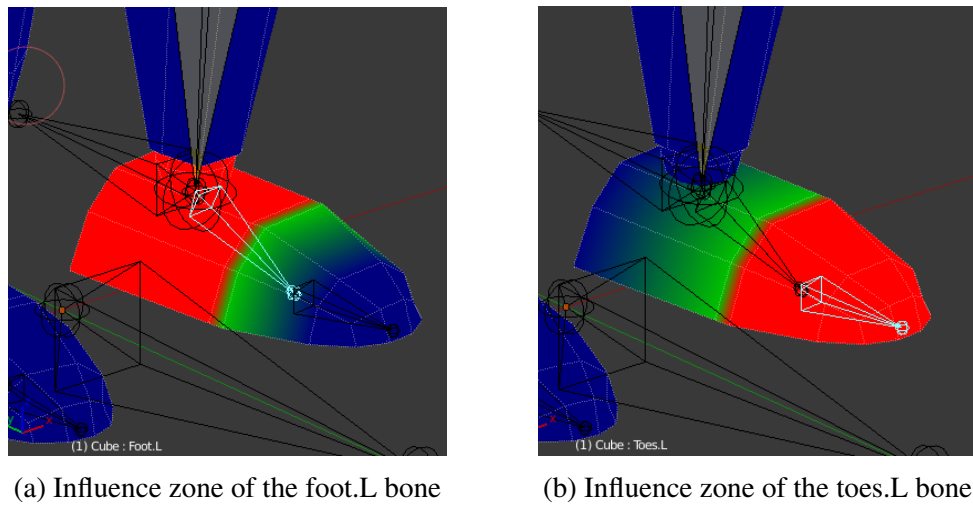 x
(1) Cube : Foot.L
(1) Cube : Toes.L
(a) Influence zone of the foot.L bone
(b) Influence zone of the toes.L bone